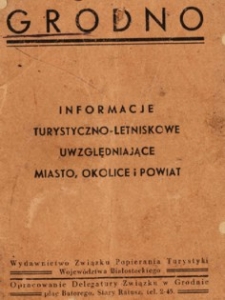 GRODNO
INFORMACJE
TURYSTYCZNO-LETNISKOWE
UWZGLĘDNIAJĄCE
MIASTO, OKOLICE i POWIAT
Wydawnictwo Związku Popierania Turystyki
Województwa Białostockiego
Opracowanie Delegatury Związku w Grodnie
plac Batorego, Stary Ratusz, tel. 3-45